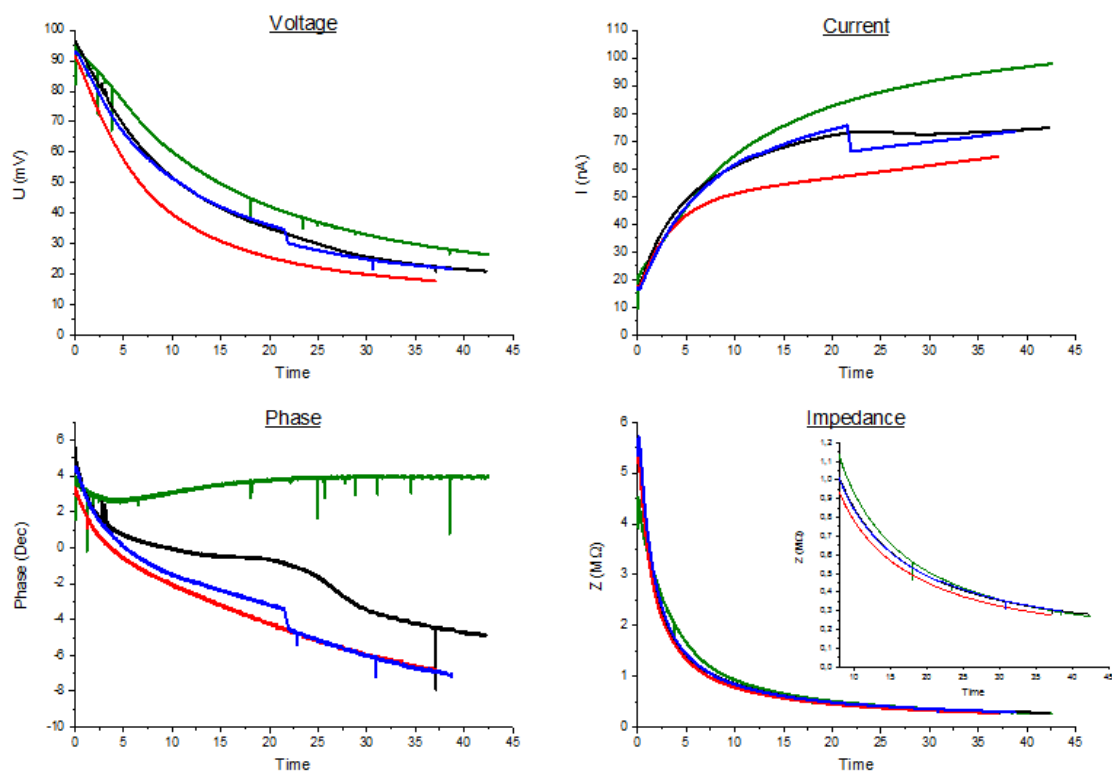 Voltage
100
90
80
70
60
50
40
30
20
10
0
U (mV)
0 5 10 15 20 25 30 35 40 45
Time
Current
110
100
90
80
70
60
50
40
30
20
10
0
I (nA)
0 5 10 15 20 25 30 35 40 45
Time
Phase
6
4
2
0
-2
-4
-6
-8
-10
Phase (Dec)
0 5 10 15 20 25 30 35 40 45
Time
Impedance
6
5
4
3
2
1
0
Z (MΩ)
0 5 10 15 20 25 30 35 40 45
Time
1,2
1,1
1,0
0,9
0,8
0,7
0,6
0,5
0,4
0,3
0,2
0,1
0,0
Z (MΩ)
10 15 20 25 30 35 40 45
Time